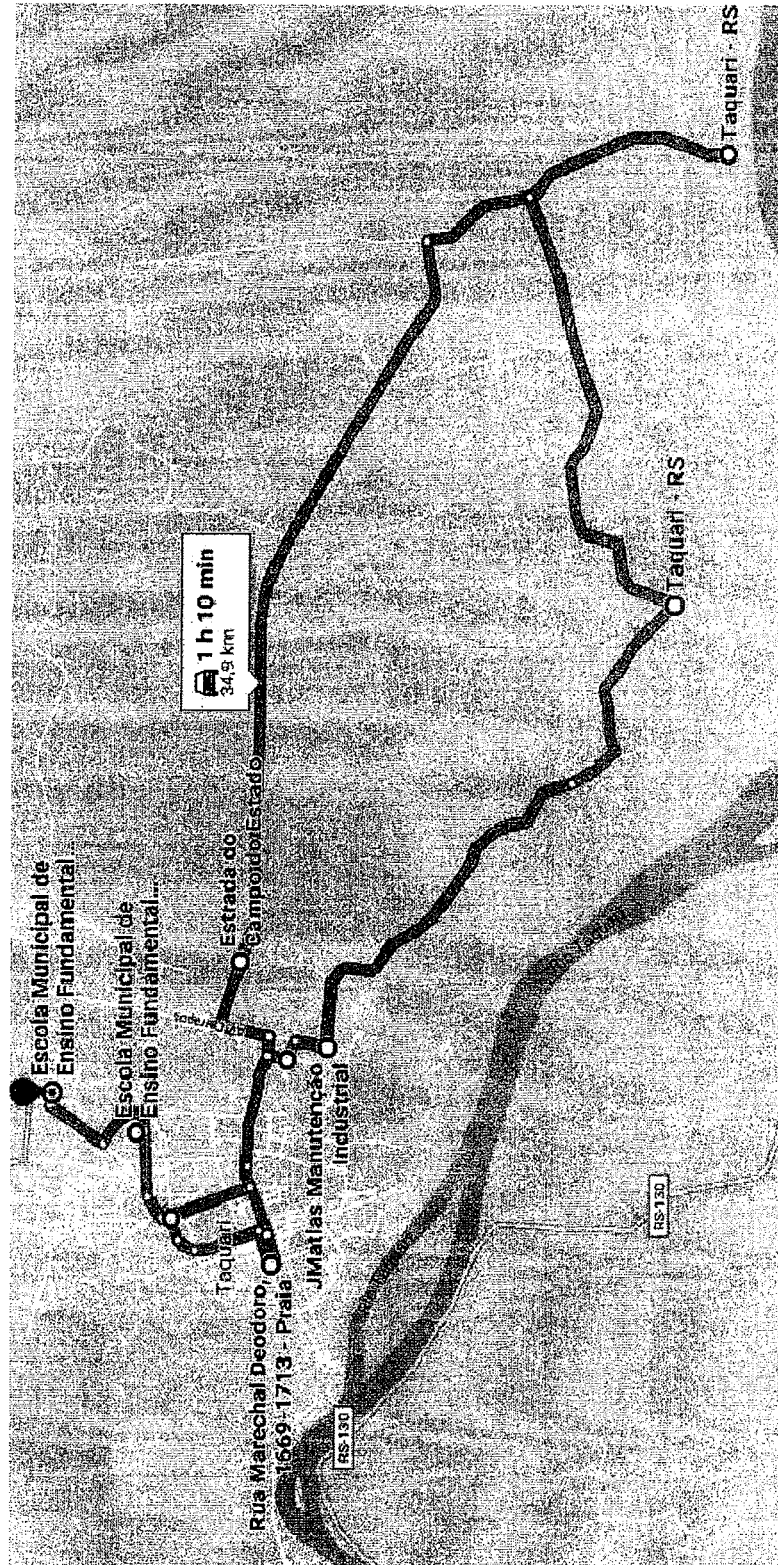 Escola Municipal de
Ensino Fundamental...
Escola Municipal de
Ensino Fundamental...
Estrada do
Campo do Estado
1 h 10 min
34,9 km
Taquari
Rua Marechal Deodoro,
1669-1713 - Praia
JMatias Manutenção
Industrial
RS-130
RS-130
Taquari - RS
Taquari - RS